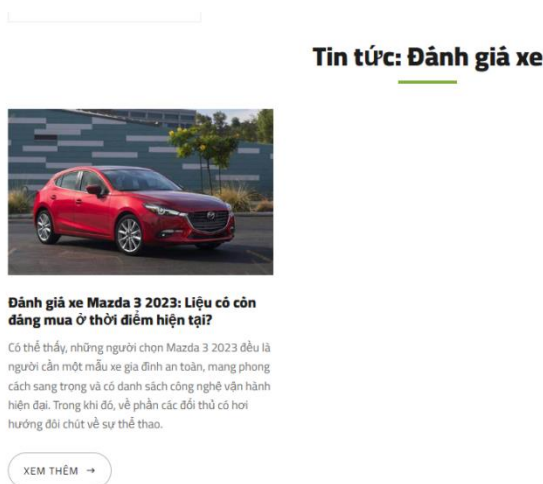 Tin tức: Đánh giá xe
Đánh giá xe Mazda 3 2023: Liệu có còn
đáng mua ở thời điểm hiện tại?
Có thể thấy, những người chọn Mazda 3 2023 đều là
người cần một mẫu xe gia đình an toàn, mang phong
cách sang trọng và có danh sách công nghệ vận hành
hiện đại. Trong khi đó, về phần các đối thủ có hơi
hướng đôi chút về sự thể thao.
XEM THÊM →